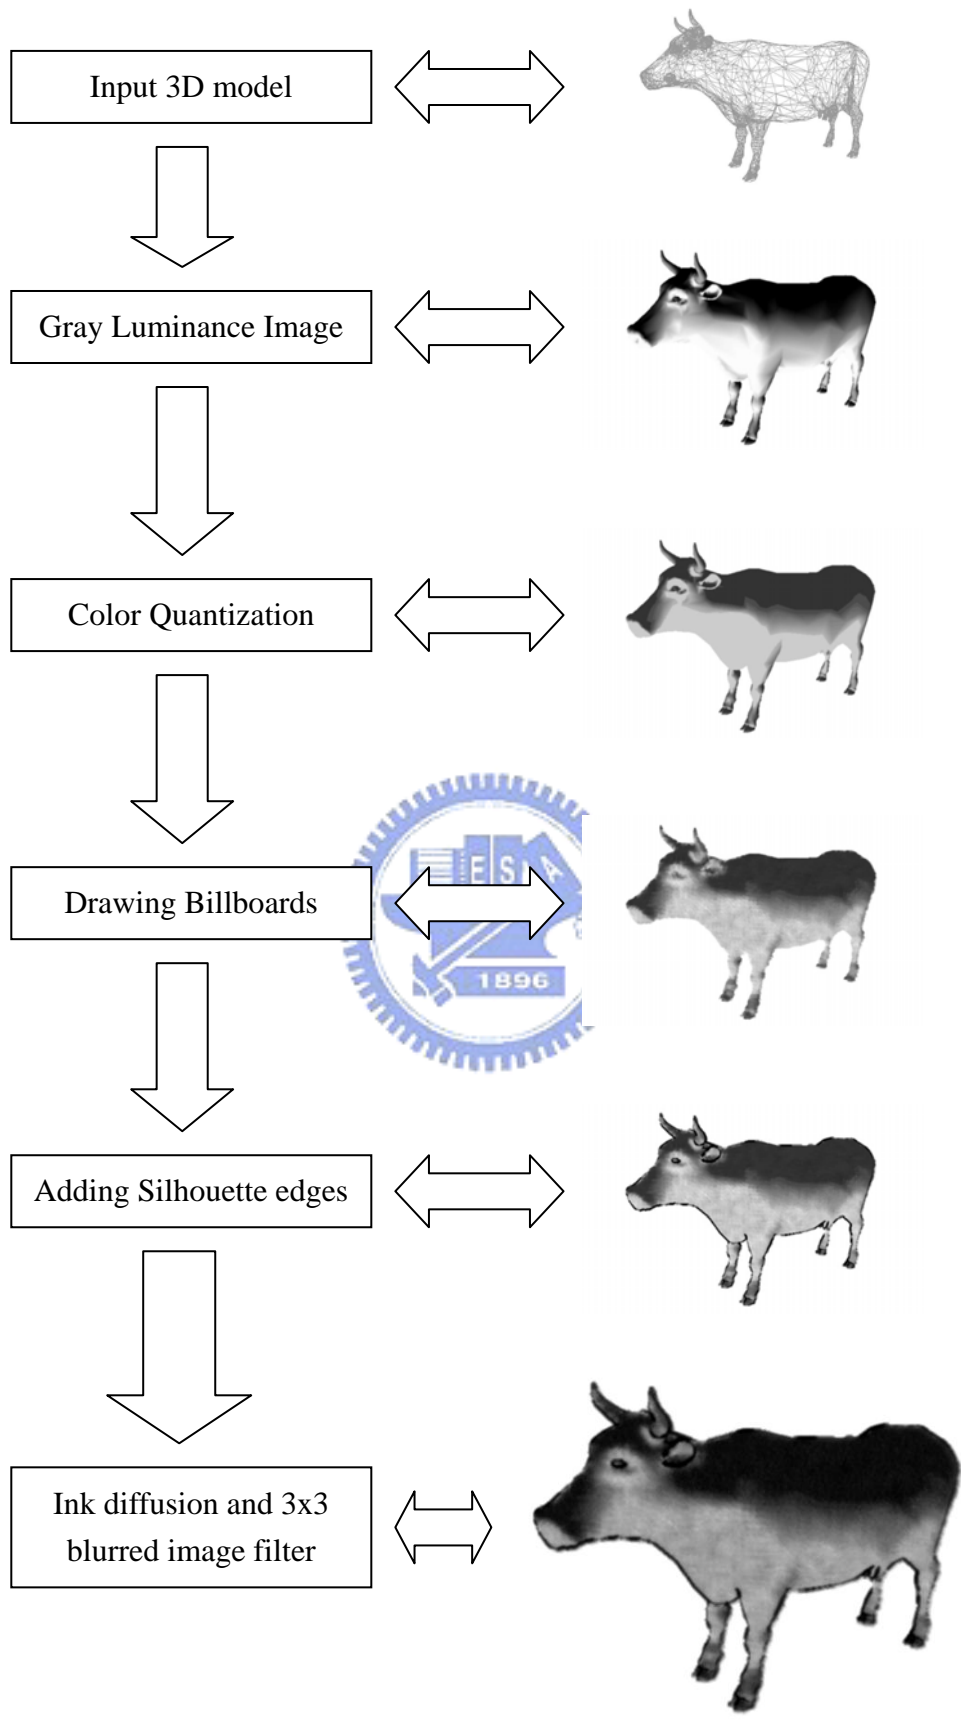 Input 3D model
Gray Luminance Image
Color Quantization
E S A
Drawing Billboards
1896
Adding Silhouette edges
Ink diffusion and 3x3
blurred image filter